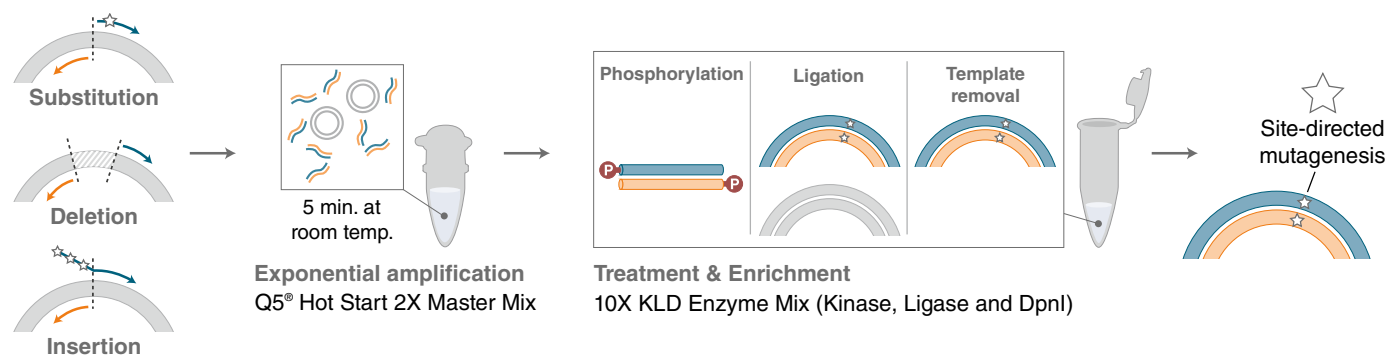 Substitution
Deletion
Insertion
5 min. at
room temp.
Exponential amplification
Q5® Hot Start 2X Master Mix
Phosphorylation
P
P
Ligation
Template
removal
Treatment & Enrichment
10X KLD Enzyme Mix (Kinase, Ligase and DpnI)
Site-directed
mutagenesis